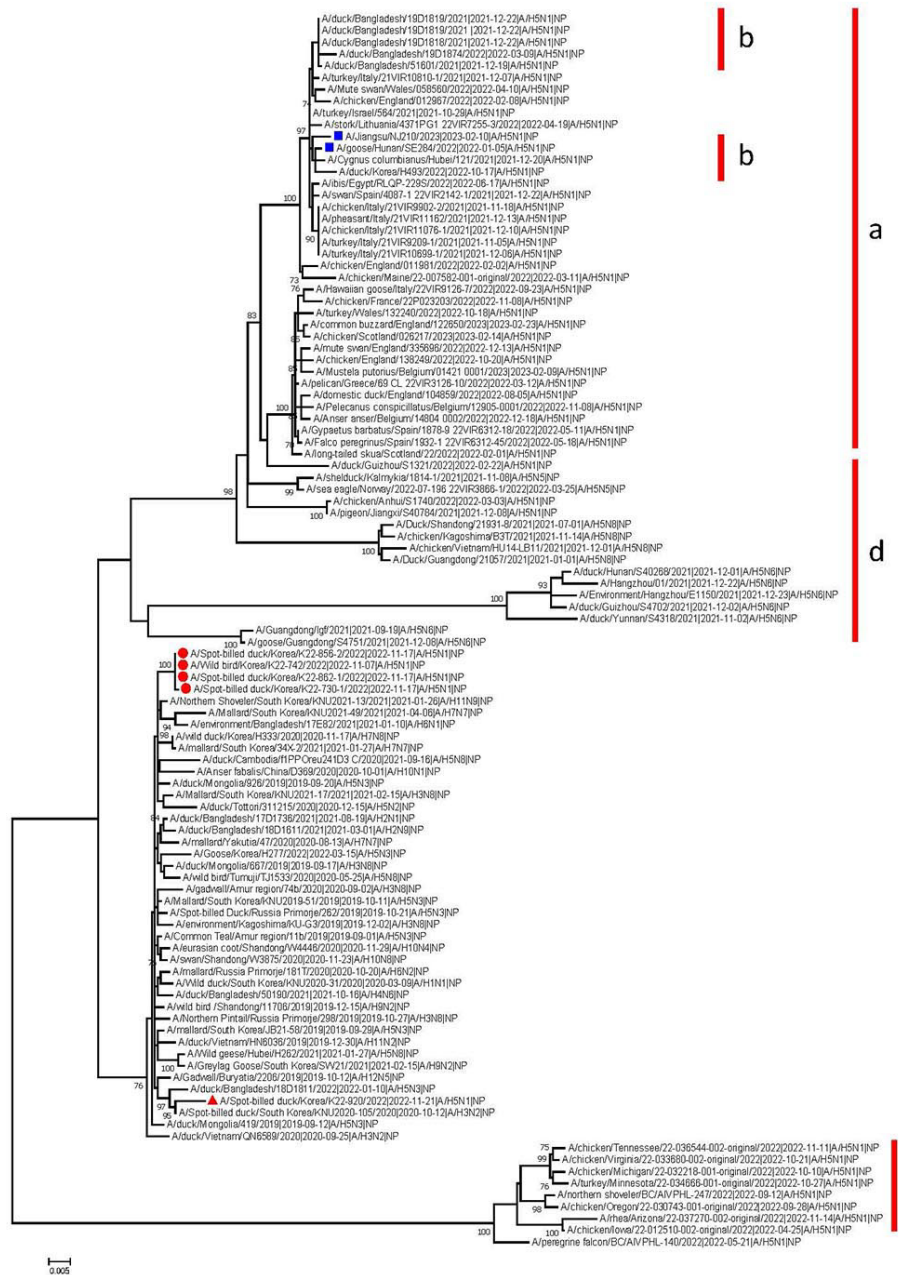 A/duck/Bangladesh/19D1819/2021|2021-12-22|A/H5N1|NP
A/duck/Bangladesh/19D1819/2021 |2021-12-22|A/H5N1|NP
A/duck/Bangladesh/19D1818/2021|2021-12-22|A/H5N1|NP
A/duck/Bangladesh/19D1874/2022|2022-03-09|A/H5N1|NP
A/duck/Bangladesh/51601/2021|2021-12-19|A/H5N1|NP
b
A/turkey/Italy/21VIR10810-1/2021|2021-12-07|A/H5N1|NP
A/Mute swan/Wales/058560/2022|2022-04-10|A/H5N1|NP
A/chicken/England/012967/2022|2022-02-08|A/H5N1|NP
A/turkey/Israel/564/2021|2021-10-29|A/H5N1|NP
A/stork/Lithuania/4371PG1 22VIR7255-3/2022|2022-04-19|A/H5N1|NP
97
A/Jiangsu/NJ210/2023|2023-02-10|A/H5N1|NP
A/goose/Hunan/SE284/2022|2022-01-05|A/H5N1|NP
A/Cygnus columbianus/Hubei/121/2021|2021-12-20|A/H5N1|NP
A/duck/Korea/H493/2022|2022-10-17|A/H5N1|NP
b
A/ibis/Egypt/RLQP-229S/2022|2022-06-17|A/H5N1|NP
A/swan/Spain/4087-1 22VIR2142-1/2021|2021-12-22|A/H5N1|NP
100
A/chicken/Italy/21VIR9902-2/2021|2021-11-18|A/H5N1|NP
A/pheasant/Italy/21VIR11162/2021|2021-12-13|A/H5N1|NP
A/chicken/Italy/21VIR11076-1/2021|2021-12-10|A/H5N1|NP
a
90
A/turkey/Italy/21VIR9209-1/2021|2021-11-05|A/H5N1|NP
A/turkey/Italy/21VIR10699-1/2021|2021-12-06|A/H5N1|NP
A/chicken/England/011981/2022|2022-02-02|A/H5N1|NP
A/chicken/Maine/22-007582-001-original/2022|2022-03-11|A/H5N1|NP
73
76
A/Hawaiian goose/Italy/22VIR9126-7/2022|2022-09-23|A/H5N1|NP
A/chicken/France/22P023203/2022|2022-11-08|A/H5N1|NP
83
A/turkey/Wales/132240/2022|2022-10-18|A/H5N1|NP
A/common buzzard/England/122650/2023|2023-02-23|A/H5N1|NP
A/chicken/Scotland/026217/2023|2023-02-14|A/H5N1|NP
A/mute swan/England/335696/2022|2022-12-13|A/H5N1|NP
A/chicken/England/138249/2022|2022-10-20|A/H5N1|NP
A/Mustela putorius/Belgium/01421 0001/2023|2023-02-09|A/H5N1|NP
A/pelican/Greece/69 CL 22VIR3126-10/2022|2022-03-12|A/H5N1|NP
A/domestic duck/England/104859/2022|2022-08-05|A/H5N1|NP
100
A/Pelecanus conspicillatus/Belgium/12905-0001/2022|2022-11-08|A/H5N1|NP
A/Anser anser/Belgium/14804 0002/2022|2022-12-18|A/H5N1|NP
A/Gypaetus barbatus/Spain/1878-9 22VIR6312-18/2022|2022-05-11|A/H5N1|NP
A/Falco peregrinus/Spain/1932-1 22VIR6312-45/2022|2022-05-18|A/H5N1|NP
A/long-tailed skua/Scotland/22/2022|2022-02-01|A/H5N1|NP
A/duck/Guizhou/S1321/2022|2022-02-22|A/H5N1|NP
A/shelduck/Kalmykia/1814-1/2021|2021-11-08|A/H5N5|NP
99
A/sea eagle/Norway/2022-07-196 22VIR3866-1/2022|2022-03-25|A/H5N5|NP
98
A/chicken/Anhui/S1740/2022|2022-03-03|A/H5N1|NP
100
A/pigeon/Jiangxi/S40784/2021|2021-12-08|A/H5N1|NP
A/Duck/Shandong/21931-8/2021|2021-07-01|A/H5N8|NP
A/chicken/Kagoshima/B3T/2021|2021-11-14|A/H5N8|NP
100
A/chicken/Vietnam/HU14-LB11/2021|2021-12-01|A/H5N8|NP
A/Duck/Guangdong/21057/2021|2021-01-01|A/H5N8|NP
d
A/duck/Hunan/S40268/2021|2021-12-01|A/H5N6|NP
93
A/Hangzhou/01/2021|2021-12-22|A/H5N6|NP
100
A/Environment/Hangzhou/E1150/2021|2021-12-23|A/H5N6|NP
A/duck/Guizhou/S4702/2021|2021-12-02|A/H5N6|NP
A/duck/Yunnan/S4318/2021|2021-11-02|A/H5N6|NP
A/Guangdong/lgf/2021|2021-09-19|A/H5N6|NP
100
A/goose/Guangdong/S4751/2021|2021-12-08|A/H5N6|NP
A/Spot-billed duck/Korea/K22-856-2/2022|2022-11-17|A/H5N1|NP
100
A/Wild bird/Korea/K22-742/2022|2022-11-07|A/H5N1|NP
A/Spot-billed duck/Korea/K22-862-1/2022|2022-11-17|A/H5N1|NP
A/Spot-billed duck/Korea/K22-730-1/2022|2022-11-17|A/H5N1|NP
A/Northern Shoveler/South Korea/KNU2021-13/2021|2021-01-26|A/H11N9|NP
A/Mallard/South Korea/KNU2021-49/2021|2021-04-06|A/H7N7|NP
94
A/environment/Bangladesh/17E82/2021|2021-01-10|A/H6N1|NP
98
A/wild duck/Korea/H333/2020|2020-11-17|A/H7N8|NP
A/mallard/South Korea/34X-2/2021|2021-01-27|A/H7N7|NP
A/duck/Cambodia/f1PPOreu241D3 C/2020|2021-09-16|A/H5N8|NP
A/Anser fabalis/China/D369/2020|2020-10-01|A/H10N1|NP
A/duck/Mongolia/926/2019|2019-09-20|A/H5N3|NP
A/Mallard/South Korea/KNU2021-17/2021|2021-02-15|A/H3N8|NP
A/duck/Tottori/311215/2020|2020-12-15|A/H5N2|NP
84
A/duck/Bangladesh/17D1736/2021|2021-08-19|A/H2N1|NP
A/duck/Bangladesh/18D1611/2021|2021-03-01|A/H2N9|NP
A/mallard/Yakutia/47/2020|2020-08-13|A/H7N7|NP
A/Goose/Korea/H277/2022|2022-03-15|A/H5N3|NP
A/duck/Mongolia/667/2019|2019-09-17|A/H3N8|NP
A/wild bird/Tumuji/TJ1533/2020|2020-05-25|A/H5N8|NP
A/gadwall/Amur region/74b/2020|2020-09-02|A/H3N8|NP
A/Mallard/South Korea/KNU2019-51/2019|2019-10-11|A/H5N3|NP
A/Spot-billed Duck/Russia Primorje/262/2019|2019-10-21|A/H5N3|NP
A/environment/Kagoshima/KU-G3/2019|2019-12-02|A/H3N8|NP
A/Common Teal/Amur region/11b/2019|2019-09-01|A/H5N3|NP
A/eurasian coot/Shandong/W4446/2020|2020-11-29|A/H10N4|NP
A/swan/Shandong/W3875/2020|2020-11-23|A/H10N8|NP
A/mallard/Russia Primorje/181T/2020|2020-10-20|A/H6N2|NP
A/Wild duck/South Korea/KNU2020-31/2020|2020-03-09|A/H1N1|NP
A/duck/Bangladesh/50190/2021|2021-10-16|A/H4N6|NP
A/wild bird /Shandong/11706/2019|2019-12-15|A/H9N2|NP
A/Northern Pintail/Russia Primorje/298/2019|2019-10-27|A/H3N8|NP
A/mallard/South Korea/JB21-58/2019|2019-09-29|A/H5N3|NP
A/duck/Vietnam/HN6036/2019|2019-12-30|A/H11N2|NP
A/Wild geese/Hubei/H262/2021|2021-01-27|A/H5N8|NP
100
A/Greylag Goose/South Korea/SW21/2021|2021-02-15|A/H9N2|NP
76
A/Gadwall/Buryatia/2206/2019|2019-10-12|A/H12N5|NP
A/duck/Bangladesh/18D1811/2022|2022-01-10|A/H5N3|NP
97
A/Spot-billed duck/Korea/K22-920/2022|2022-11-21|A/H5N1|NP
95
A/Spot-billed duck/South Korea/KNU2020-105/2020|2020-10-12|A/H3N2|NP
A/duck/Mongolia/419/2019|2019-09-12|A/H5N3|NP
A/duck/Vietnam/QN6589/2020|2020-09-25|A/H3N2|NP
75
A/chicken/Tennessee/22-036544-002-original/2022|2022-11-11|A/H5N1|NP
99
A/chicken/Virginia/22-033680-002-original/2022|2022-10-21|A/H5N1|NP
A/chicken/Michigan/22-032218-001-original/2022|2022-10-10|A/H5N1|NP
76
A/turkey/Minnesota/22-034666-001-original/2022|2022-10-27|A/H5N1|NP
A/northern shoveler/BC/AIVPHL-247/2022|2022-09-12|A/H5N1|NP
98
A/chicken/Oregon/22-030743-001-original/2022|2022-09-28|A/H5N1|NP
A/rhea/Arizona/22-037270-002-original/2022|2022-11-14|A/H5N1|NP
100
A/chicken/Iowa/22-012510-002-original/2022|2022-04-25|A/H5N1|NP
100
A/peregrine falcon/BC/AIVPHL-140/2022|2022-05-21|A/H5N1|NP
0.005